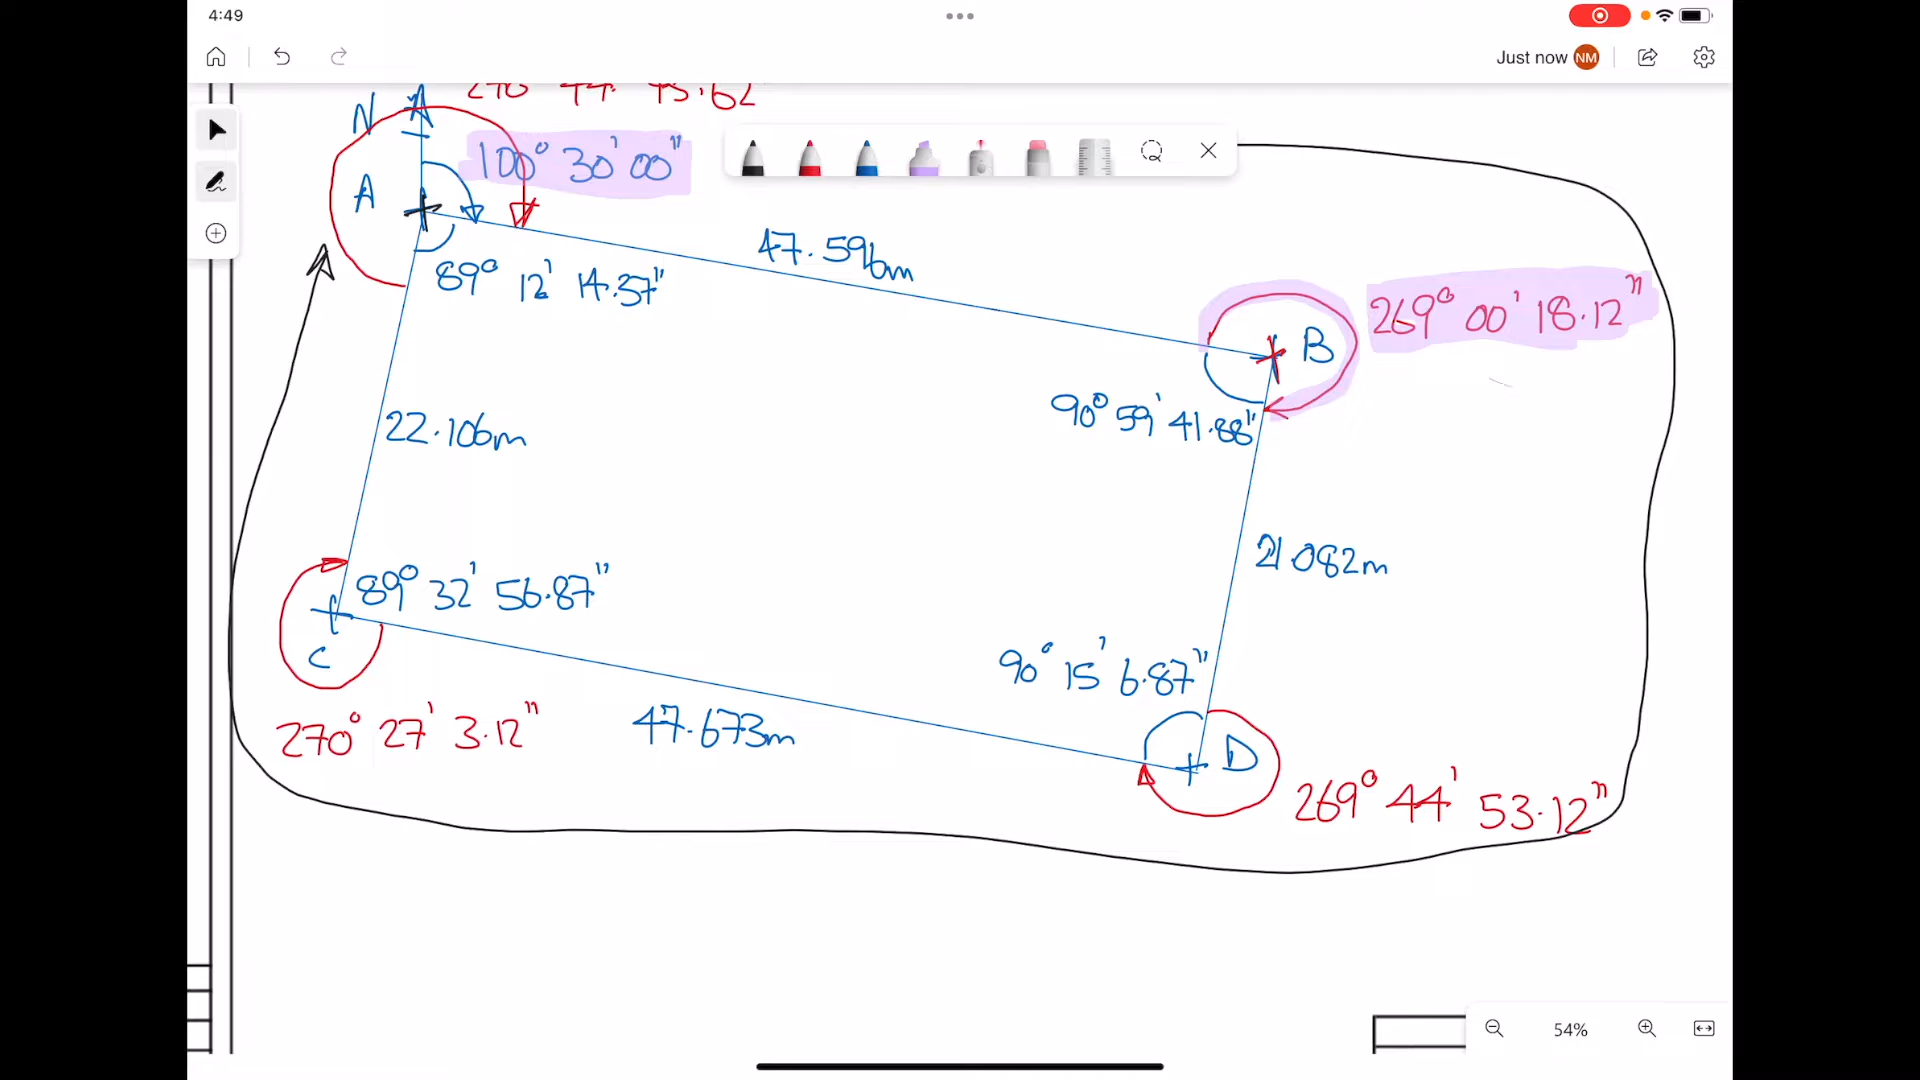 4:49
Just now NM
N
100° 30' 00"
A
89° 12' 14.37"
47.596m
269° 00' 18.12"
B
90° 59' 41.88"
22.106m
21.082m
89° 32' 56.87"
C
90° 15' 6.87"
270° 27' 3.12"
47.673m
D
269° 44' 53.12"
54%